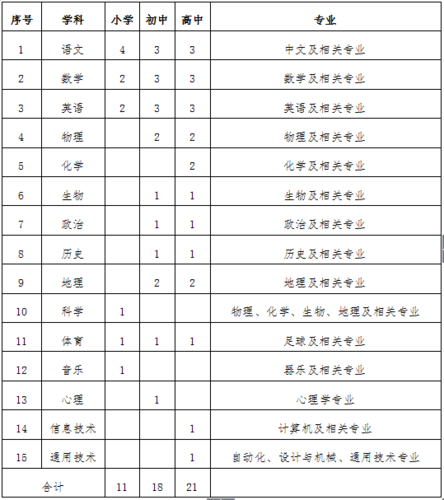 序号 学科 小学 初中 高中 专业
1 语文 4 3 3 中文及相关专业
2 数学 2 3 3 数学及相关专业
3 英语 2 3 3 英语及相关专业
4 物理 2 2 物理及相关专业
5 化学 2 化学及相关专业
6 生物 1 1 生物及相关专业
7 政治 1 1 政治及相关专业
8 历史 1 1 历史及相关专业
9 地理 2 2 地理及相关专业
10 科学 1 物理、化学、生物、地理及相关专业
11 体育 1 1 1 足球及相关专业
12 音乐 1 器乐及相关专业
13 心理 1 心理学专业
14 信息技术 1 计算机及相关专业
15 通用技术 1 自动化、设计与机械、通用技术专业
合计 11 18 21